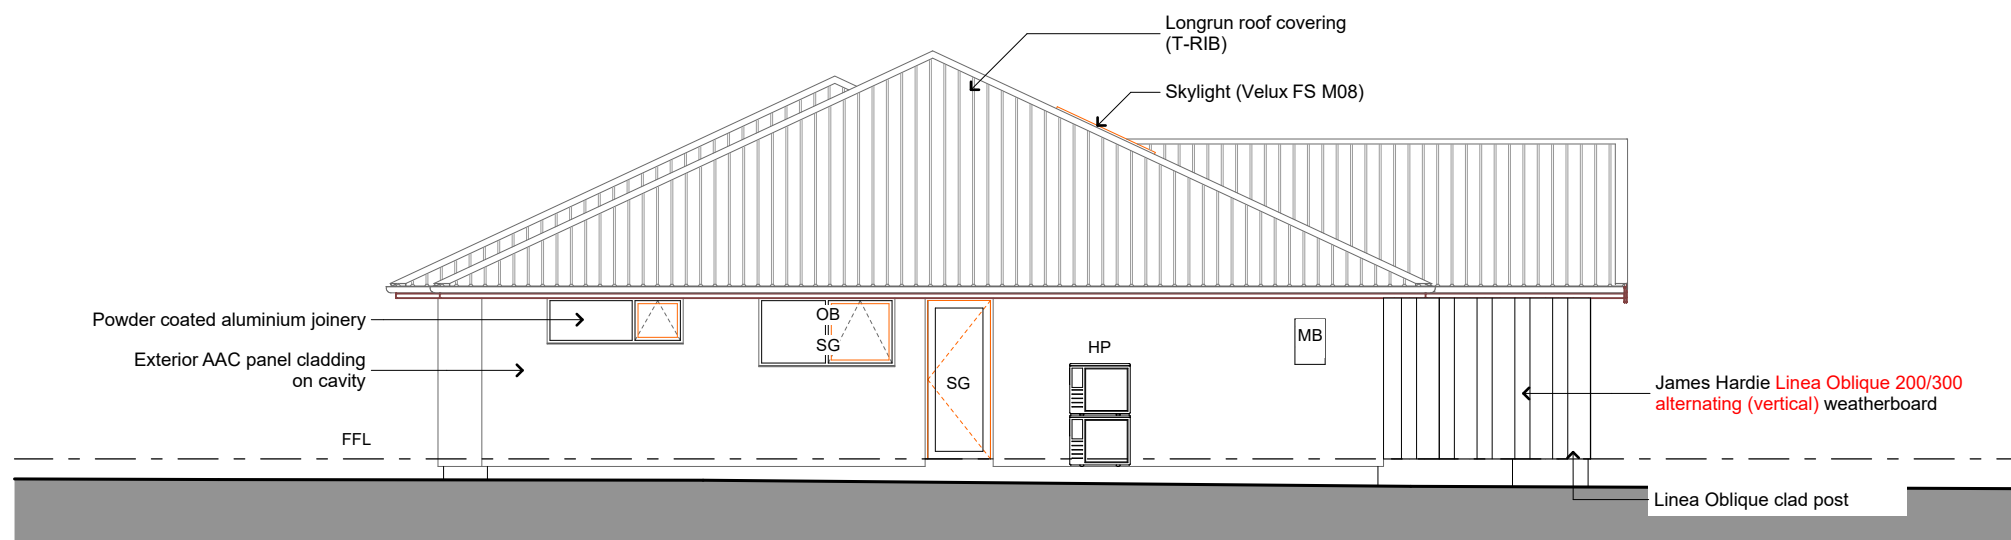 Longrun roof covering
(T-RIB)
Skylight (Velux FS M08)
Powder coated aluminium joinery
Exterior AAC panel cladding
on cavity
OB
SG
SG
HP
MB
James Hardie Linea Oblique 200/300
alternating (vertical) weatherboard
FFL
Linea Oblique clad post